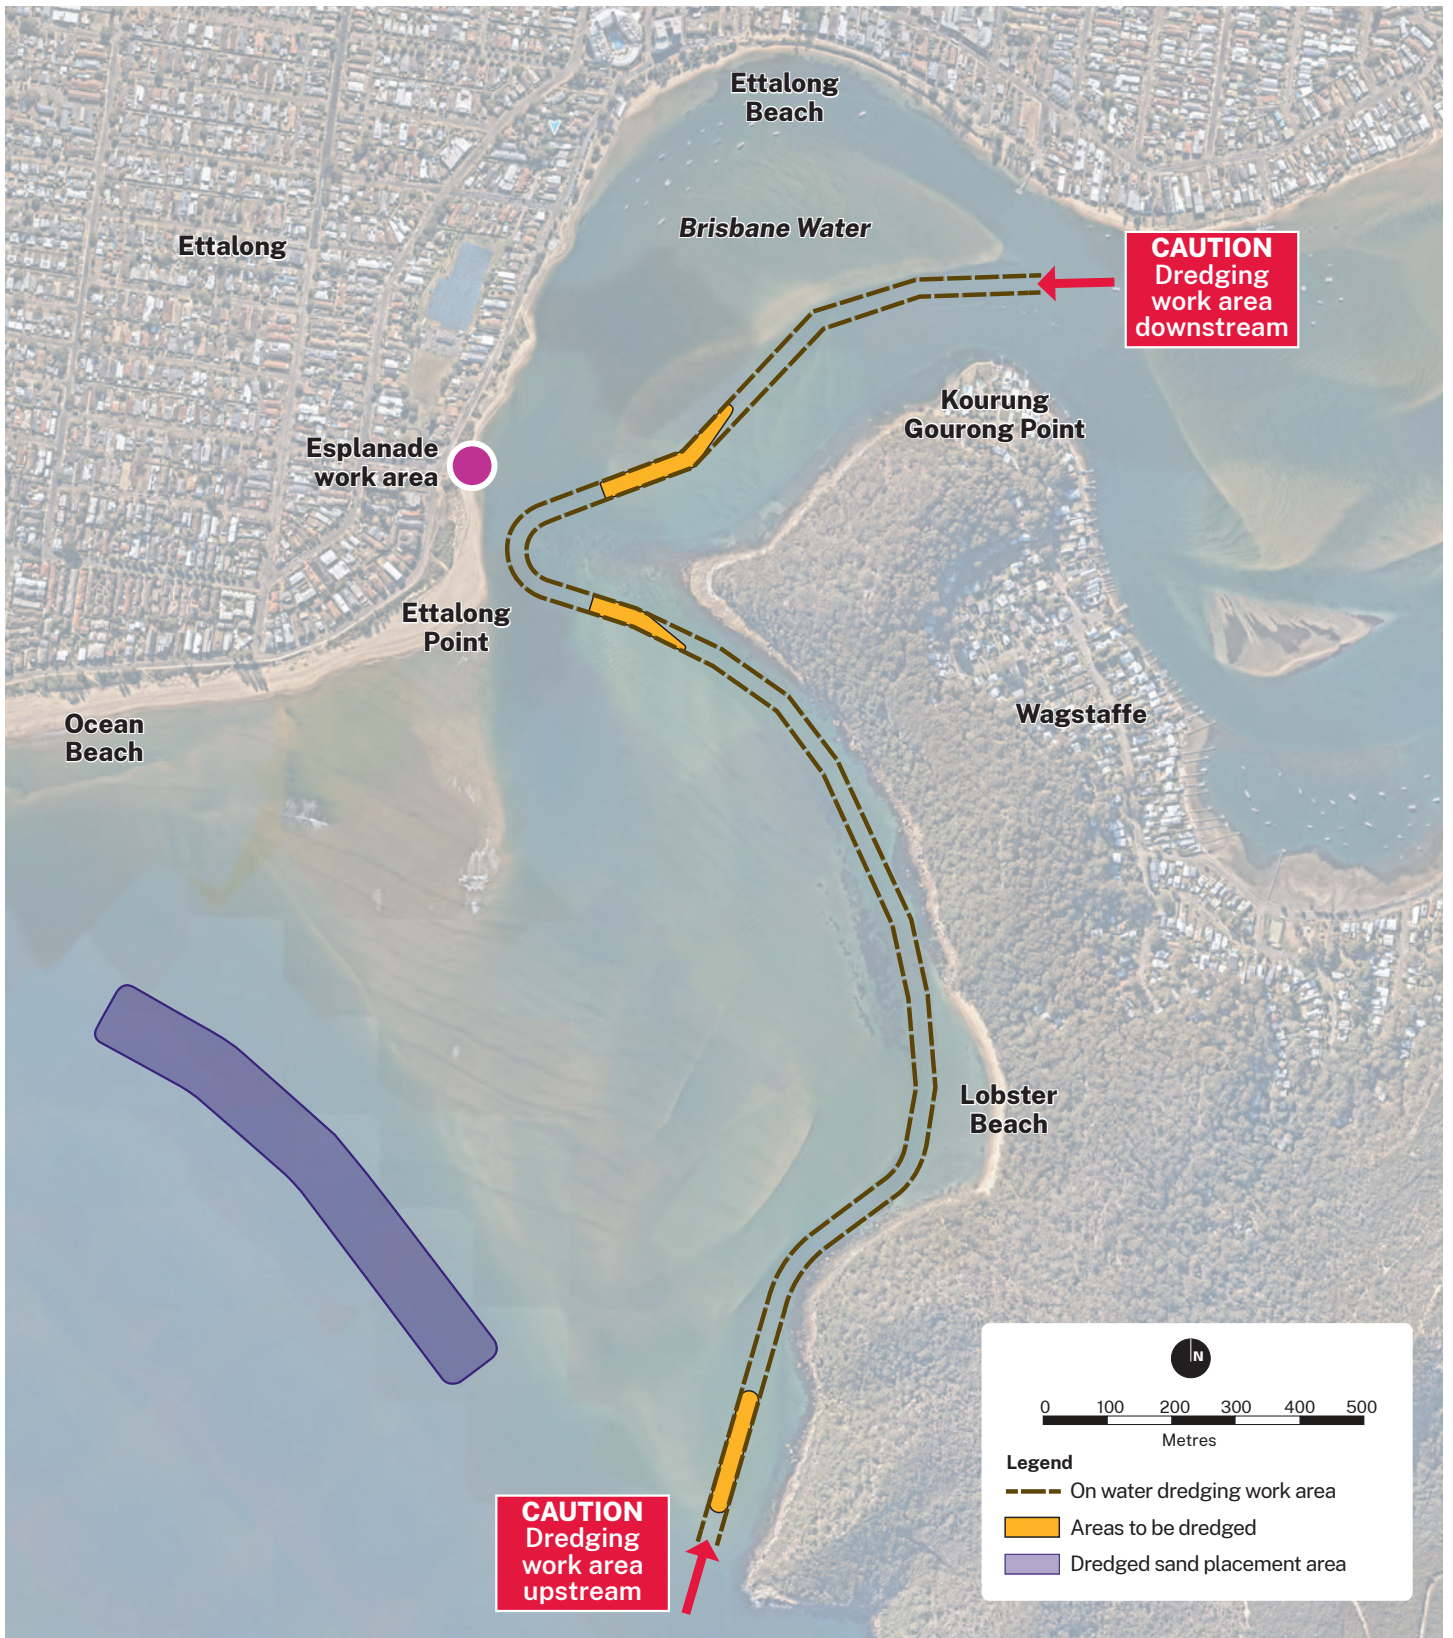 Ettalong
Beach
Brisbane Water
Ettalong
CAUTION
Dredging
work area
downstream
Kourung
Gourong Point
Esplanade
work area
Ettalong
Point
Ocean
Beach
Wagstaffe
Lobster
Beach
N
0 100 200 300 400 500
Metres
Legend
On water dredging work area
Areas to be dredged
Dredged sand placement area
CAUTION
Dredging
work area
upstream